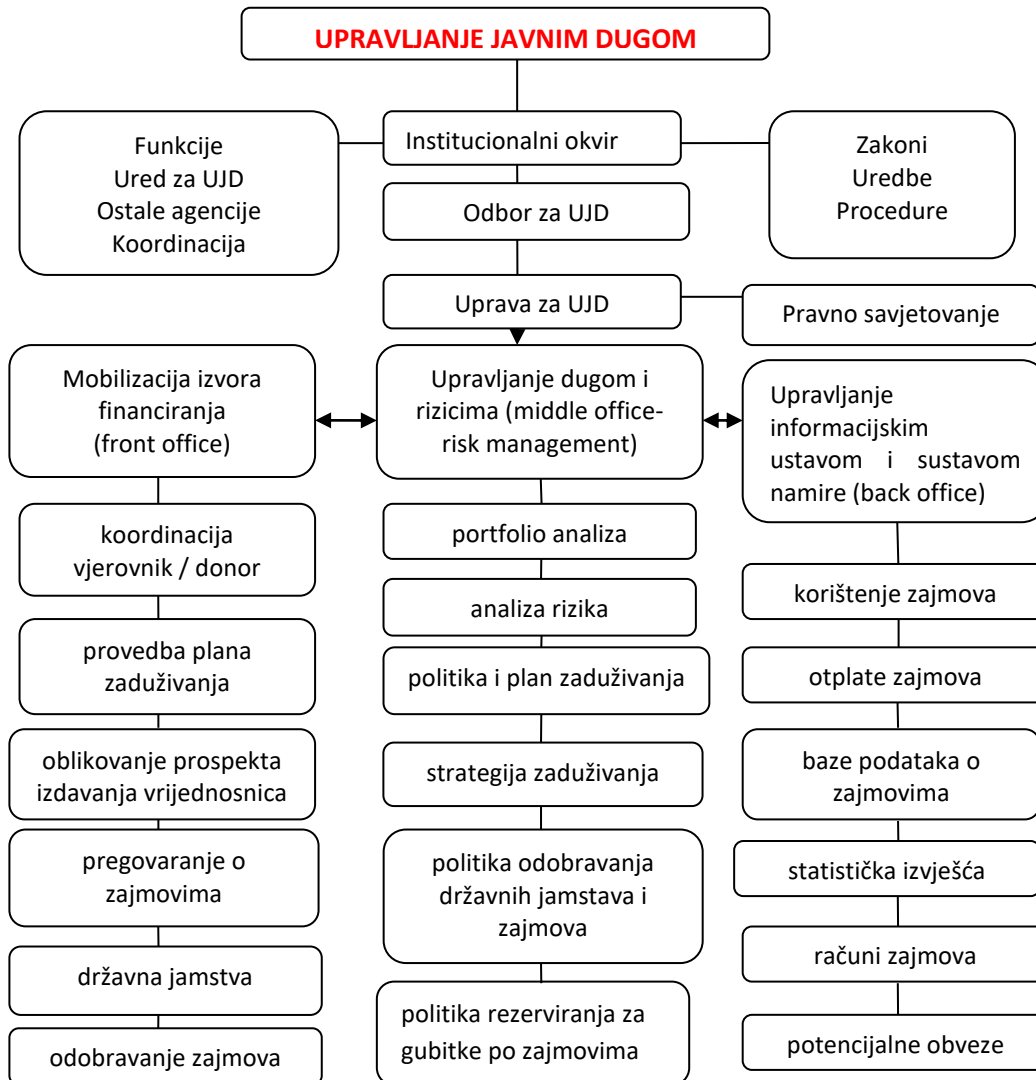 UPRAVLJANJE JAVNIM DUGOM
Funkcije
Ured za UJD
Ostale agencije
Koordinacija
Institucionalni okvir
Zakoni
Uredbe
Procedure
Odbor za UJD
Uprava za UJD
Pravno savjetovanje
Mobilizacija izvora
financiranja
(front office)
Upravljanje dugom i
rizicima (middle office-
risk management)
Upravljanje
informacijskim
ustavom i sustavom
namire (back office)
koordinacija
vjerovnik / donor
provedba plana
zaduživanja
oblikovanje prospekta
izdavanja vrijednosnica
pregovaranje o
zajmovima
državna jamstva
odobravanje zajmova
portfolio analiza
analiza rizika
politika i plan zaduživanja
strategija zaduživanja
politika odobravanja
državnih jamstava i
zajmova
politika rezerviranja za
gubitke po zajmovima
korištenje zajmova
otplate zajmova
baze podataka o
zajmovima
statistička izvješća
računi zajmova
potencijalne obveze